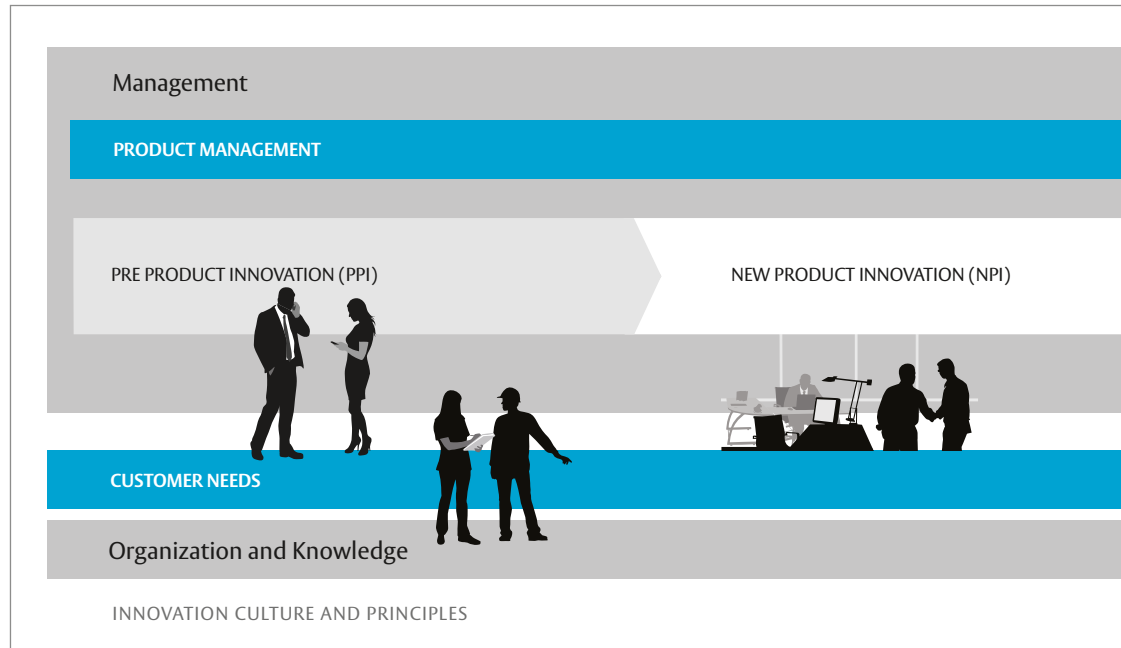 Management
PRODUCT MANAGEMENT
PRE PRODUCT INNOVATION (PPI)
NEW PRODUCT INNOVATION (NPI)
CUSTOMER NEEDS
Organization and Knowledge
INNOVATION CULTURE AND PRINCIPLES